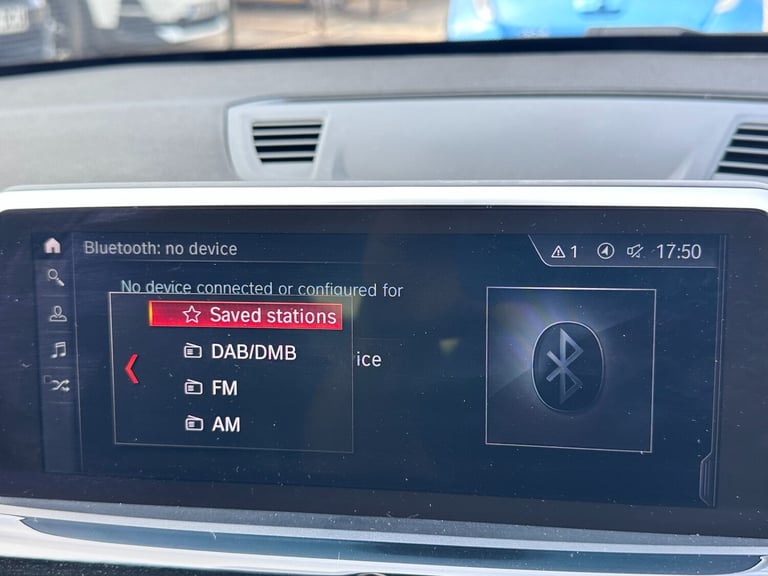 Bluetooth: no device
1 17:50
No device connected or configured for
Saved stations
DAB/DMB
ice
FM
AM